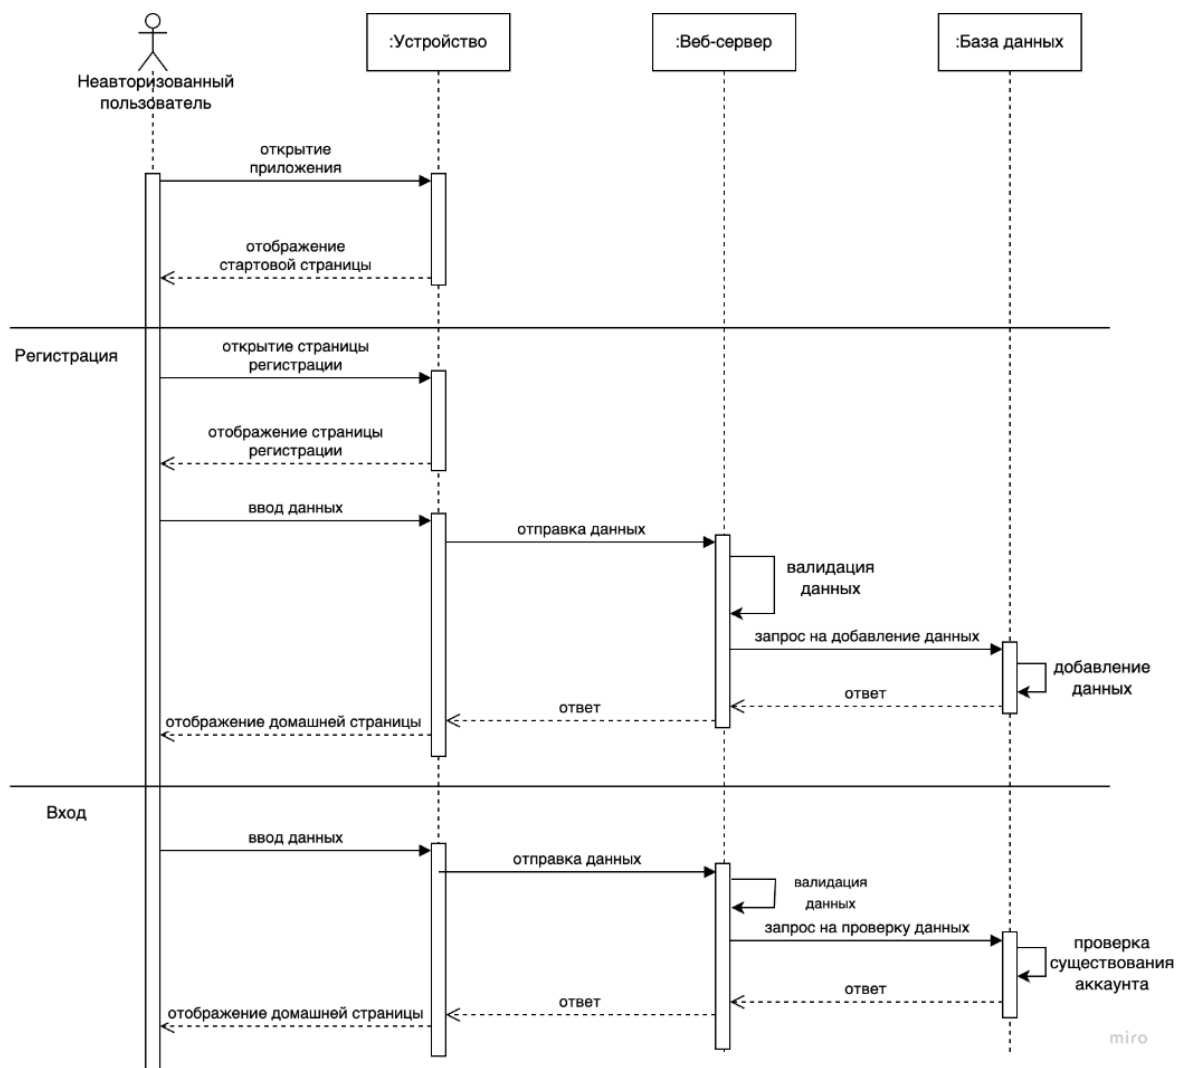 :Устройство
:Веб-сервер
:База данных
Неавторизованный
пользователь
открытие
приложения
отображение
стартовой страницы
Регистрация
открытие страницы
регистрации
отображение страницы
регистрации
ввод данных
отправка данных
валидация
данных
запрос на добавление данных
добавление
данных
ответ
ответ
отображение домашней страницы
Вход
ввод данных
отправка данных
валидация
данных
запрос на проверку данных
проверка
существования
аккаунта
ответ
ответ
отображение домашней страницы
miro